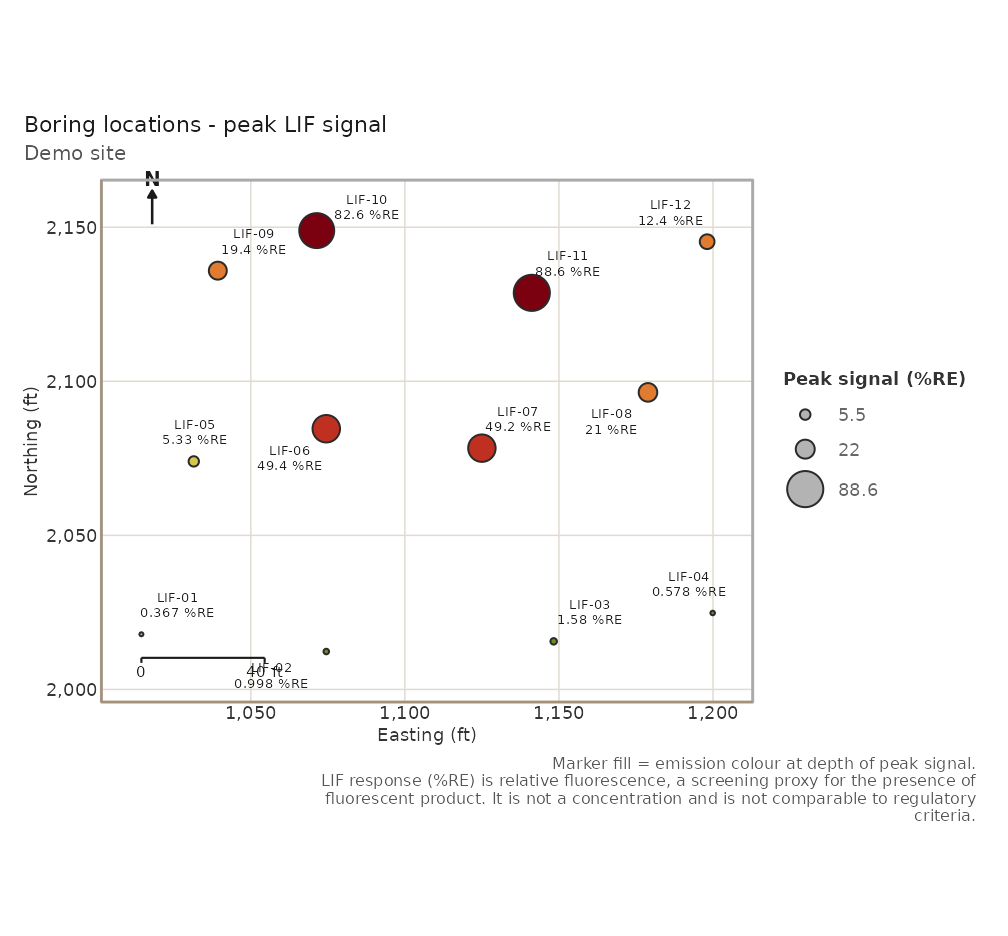 Boring locations - peak LIF signal
Demo site
N
LIF-10
82.6 %RE
LIF-12
12.4 %RE
LIF-09
19.4 %RE
LIF-11
88.6 %RE
LIF-07
49.2 %RE
LIF-08
21 %RE
LIF-05
5.33 %RE
LIF-06
49.4 %RE
LIF-04
0.578 %RE
LIF-01
0.367 %RE
LIF-03
1.58 %RE
LIF-02
0.998 %RE
0
40 ft
2,150
2,100
2,050
2,000
Northing (ft)
1,050
1,100
1,150
1,200
Easting (ft)
Peak signal (%RE)
5.5
22
88.6
Marker fill = emission colour at depth of peak signal.
LIF response (%RE) is relative fluorescence, a screening proxy for the presence of
fluorescent product. It is not a concentration and is not comparable to regulatory
criteria.